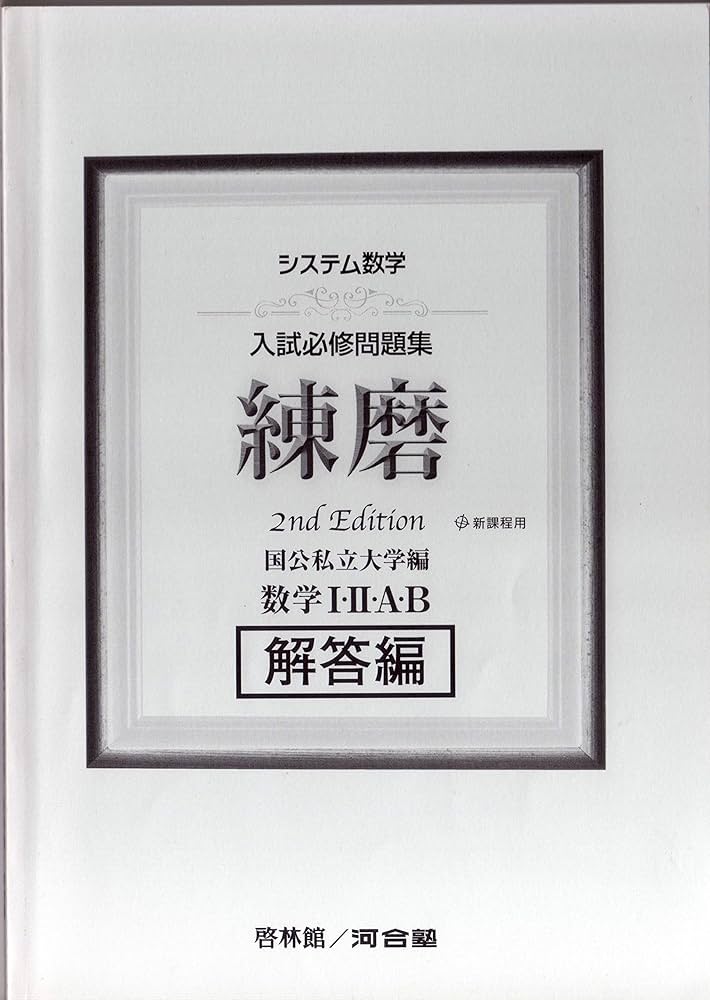 システム数学
入試必修問題集
練磨
2nd Edition
新課程用
国公私立大学編
数学I·II·A·B
解答編
啓林館／河合塾